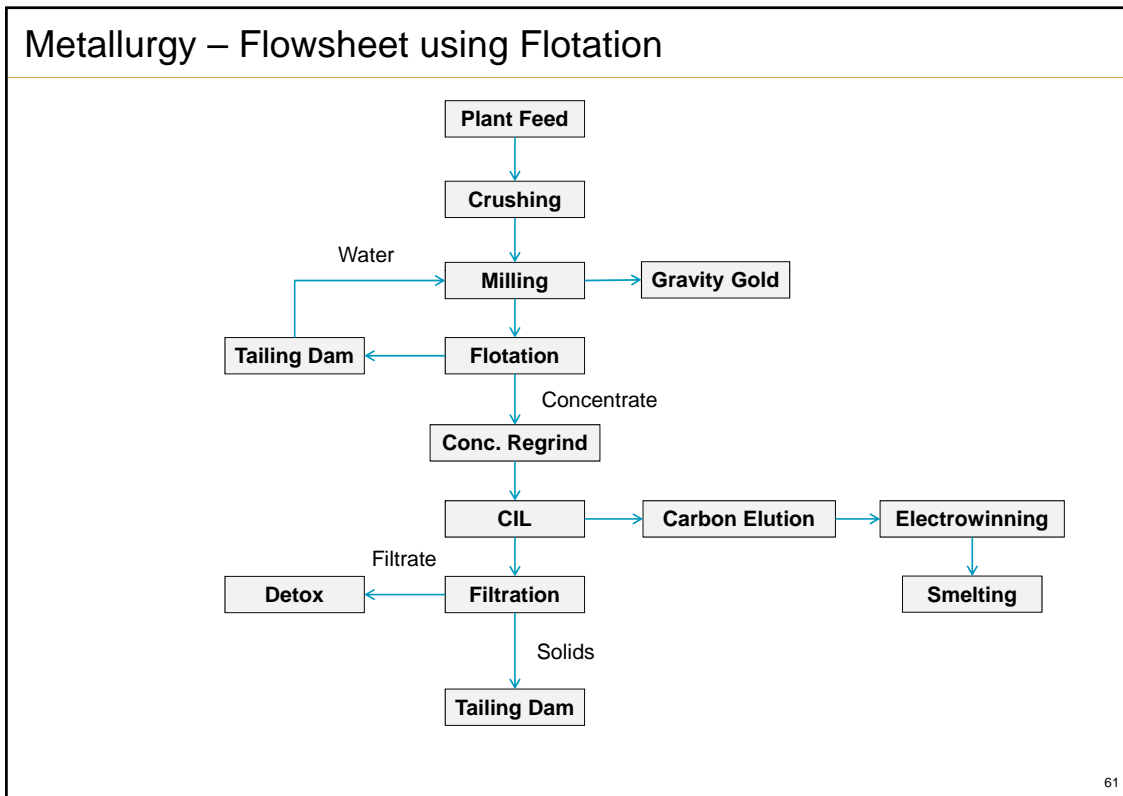 Metallurgy – Flowsheet using Flotation
Plant Feed
Crushing
Water
Milling
Gravity Gold
Tailing Dam
Flotation
Concentrate
Conc. Regrind
CIL
Carbon Elution
Electrowinning
Filtrate
Detox
Filtration
Smelting
Solids
Tailing Dam
61